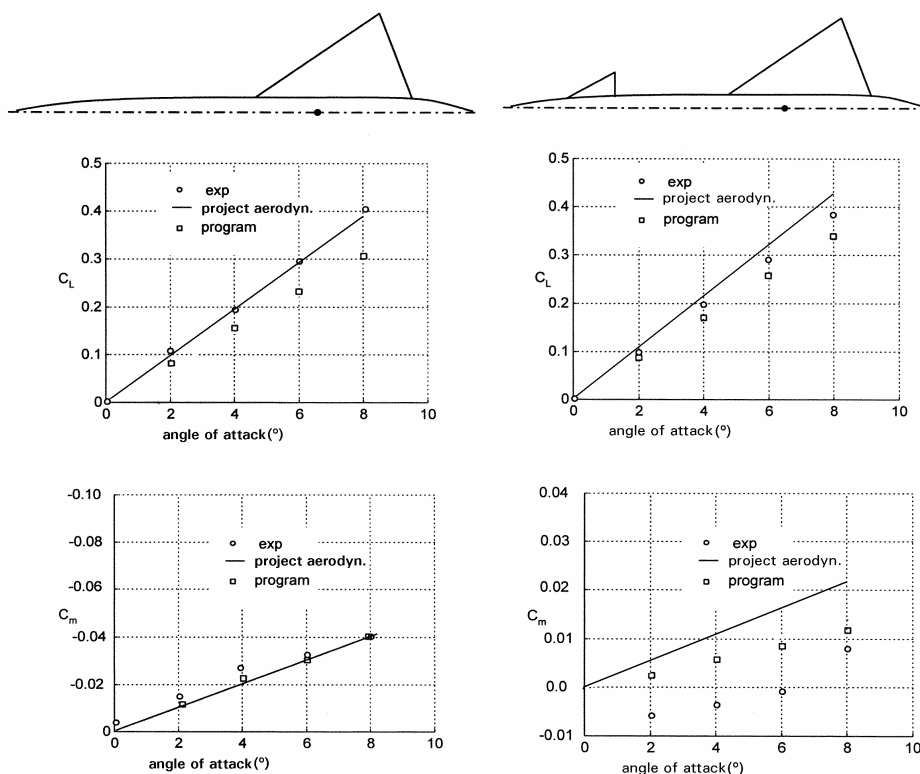 0.5
0.4
0.3
C_L
0.2
0.1
0
exp
project aerodyn.
program
0 2 4 6 8 10
angle of attack(°)
0.5
0.4
0.3
C_L
0.2
0.1
0
exp
project aerodyn.
program
0 2 4 6 8 10
angle of attack(°)
-0.10
-0.08
-0.06
C_m
-0.04
-0.02
0
exp
project aerodyn.
program
0 2 4 6 8 10
angle of attack(°)
0.04
0.03
0.02
C_m
0.01
0.0
-0.01
exp
project aerodyn.
program
0 2 4 6 8 10
angle of attack(°)